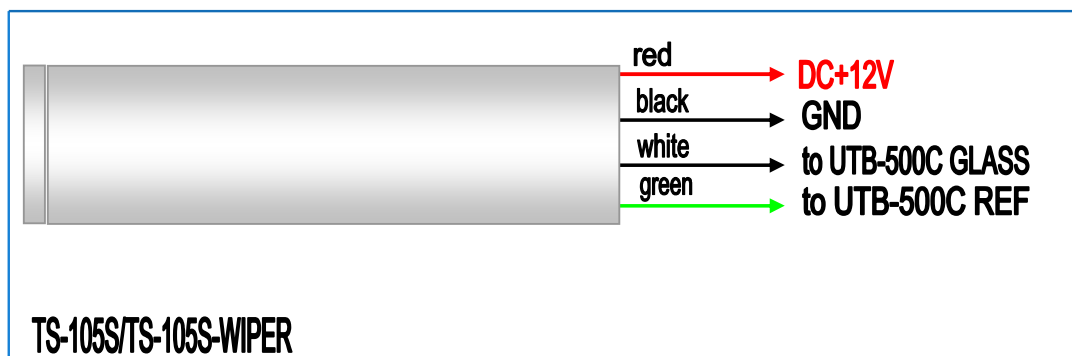 red
DC+12V
black
GND
white
to UTB-500C GLASS
green
to UTB-500C REF
TS-105S/TS-105S-WIPER